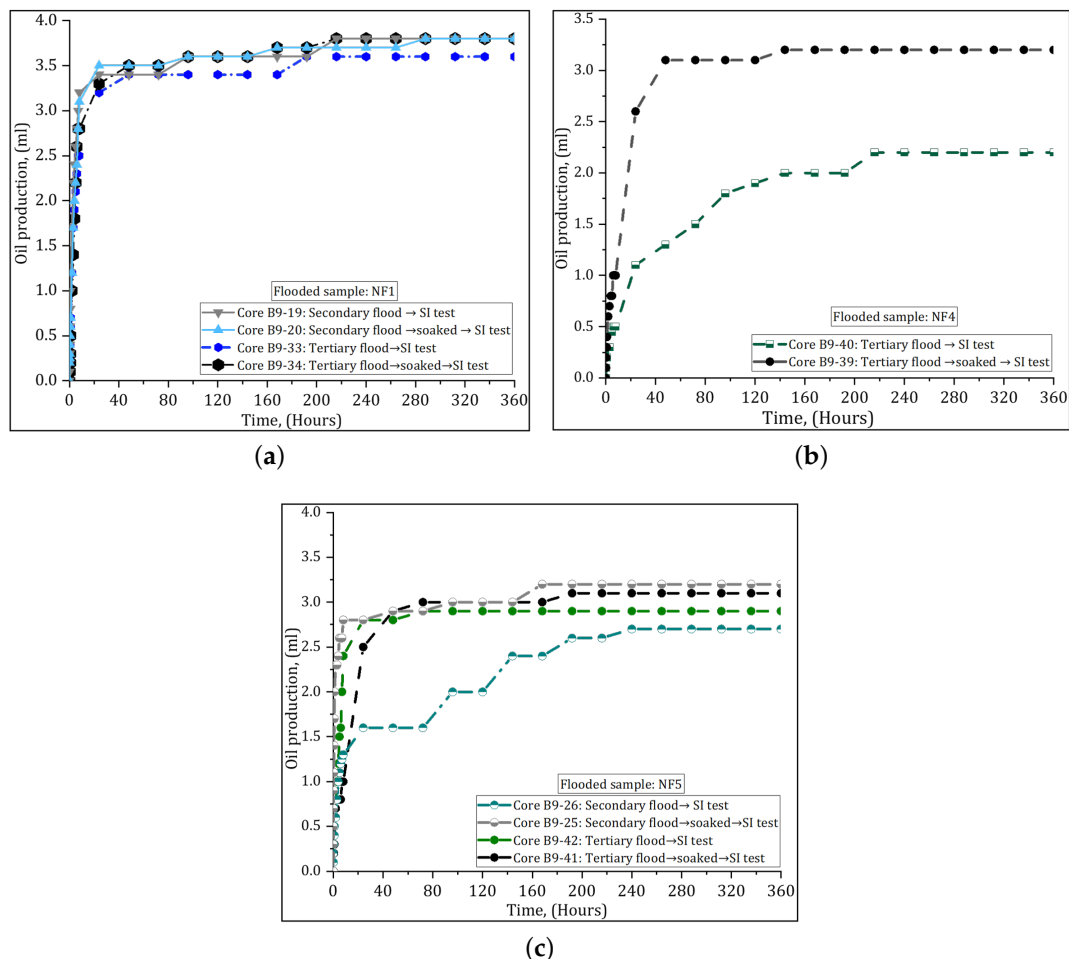 4.0
3.5
3.0
2.5
2.0
1.5
1.0
0.5
0.0
Oil production, (ml)
Flooded sample: NF1
Core B9-19: Secondary flood → SI test
Core B9-20: Secondary flood →soaked → SI test
Core B9-33: Tertiary flood→SI test
Core B9-34: Tertiary flood→soaked→SI test
0 40 80 120 160 200 240 280 320 360
Time, (Hours)
(a)
3.5
3.0
2.5
2.0
1.5
1.0
0.5
0.0
Oil production, (ml)
Flooded sample: NF4
Core B9-40: Tertiary flood → SI test
Core B9-39: Tertiary flood→soaked → SI test
0 40 80 120 160 200 240 280 320 360
Time, (Hours)
(b)
4.0
3.5
3.0
2.5
2.0
1.5
1.0
0.5
0.0
Oil production, (ml)
Flooded sample: NF5
Core B9-26: Secondary flood→ SI test
Core B9-25: Secondary flood→soaked→SI test
Core B9-42: Tertiary flood→SI test
Core B9-41: Tertiary flood→soaked→SI test
0 40 80 120 160 200 240 280 320 360
Time, (Hours)
(c)